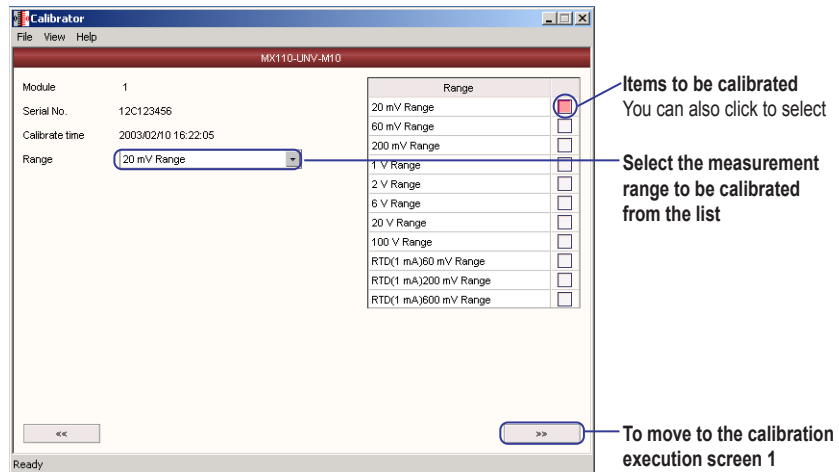 Calibrator
File View Help
MX110-UNV-M10
Module 1
Serial No. 12C123456
Calibrate time 2003/02/10 16:22:05
Range 20 mV Range
Range
20 mV Range
60 mV Range
200 mV Range
1 V Range
2 V Range
6 V Range
20 V Range
100 V Range
RTD(1 mA)60 mV Range
RTD(1 mA)200 mV Range
RTD(1 mA)600 mV Range
<<
>>
Ready
Items to be calibrated
You can also click to select
Select the measurement
range to be calibrated
from the list
To move to the calibration
execution screen 1